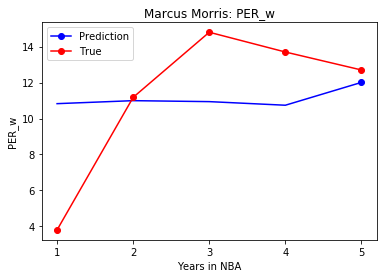 Marcus Morris: PER_w
Prediction
True
14
12
10
8
6
4
PER_w
1 2 3 4 5
Years in NBA